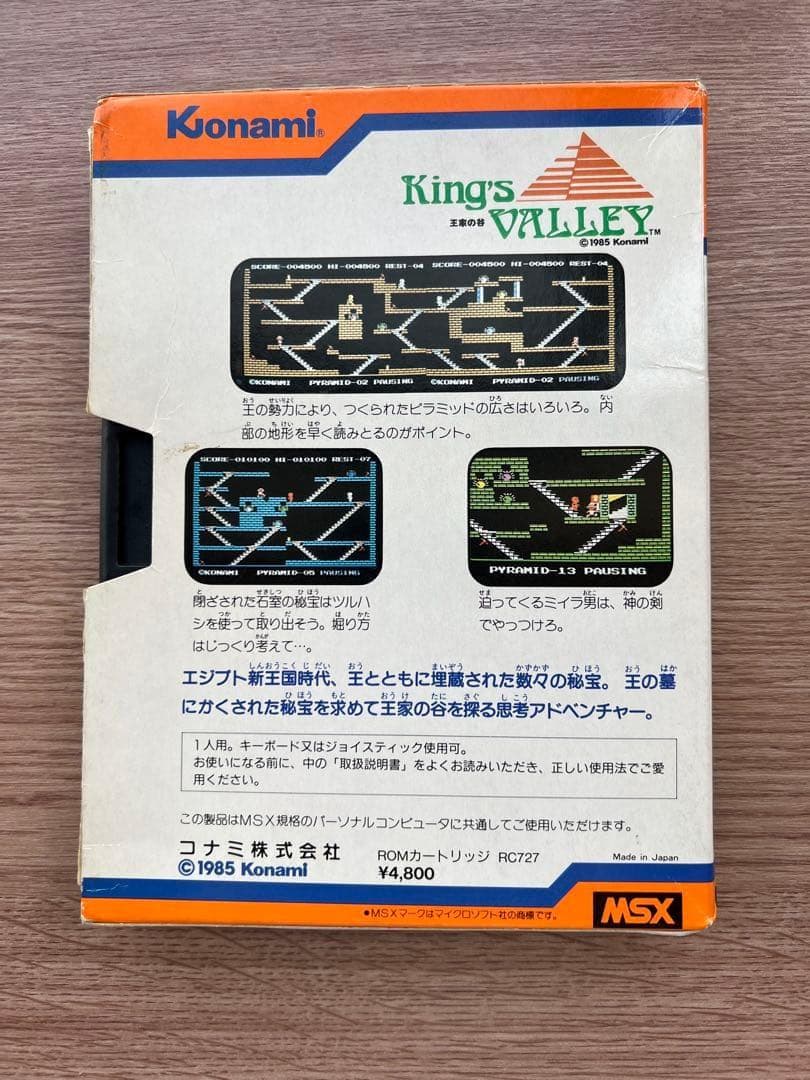 Konami®
King's
王家の谷 VALLEY™
©1985 Konami
SCORE-004500 HI-004500 REST-04 SCORE-004500 HI-004500 REST-04
©KONAMI PYRAMID-02 PAUSING ©KONAMI PYRAMID-02 PAUSING
王の勢力により、つくられたピラミッドの広さはいろいろ。内
部の地形を早く読みとるのがポイント。
SCORE-010100 HI-010100 REST-07
©KONAMI PYRAMID-05 PAUSING
PYRAMID-13 PAUSING
閉ざされた石室の秘宝はツルハ
シを使って取り出そう。堀り方
はじっくり考えて…。
迫ってくるミイラ男は、神の剣
でやっつけろ。
エジプト新王国時代、王とともに埋蔵された数々の秘宝。王の墓
にかくされた秘宝を求めて王家の谷を探る思考アドベンチャー。
1人用。キーボード又はジョイスティック使用可。
お使いになる前に、中の「取扱説明書」をよくお読みいただき、正しい使用法でご愛
用ください。
この製品はMSX規格のパーソナルコンピュータに共通してご使用いただけます。
コナミ株式会社 ROMカートリッジ RC727 Made in Japan
©1985 Konami ¥4,800
●MSXマークはマイクロソフト社の商標です。
MSX